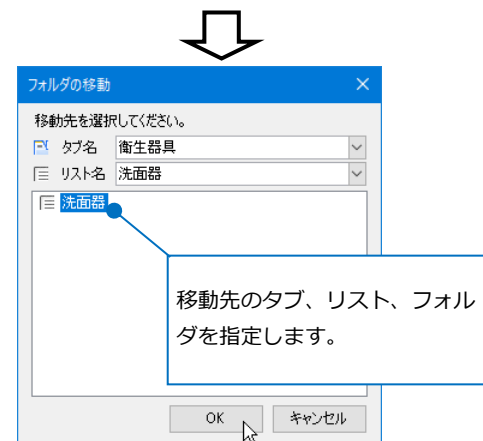 フォルダの移動
移動先を選択してください。
タブ名 衛生器具
リスト名 洗面器
洗面器
移動先のタブ、リスト、フォル
ダを指定します。
OK キャンセル